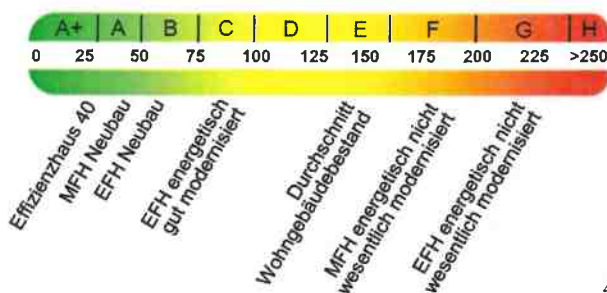 A+ A B C D E F G H
0 25 50 75 100 125 150 175 200 225 >250
Effizienzhaus 40
MFH Neubau
EFH Neubau
EFH energetisch
gut modernisiert
Durchschnitt
Wohngebäudebestand
MFH energetisch nicht
wesentlich modernisiert
EFH energetisch nicht
wesentlich modernisiert